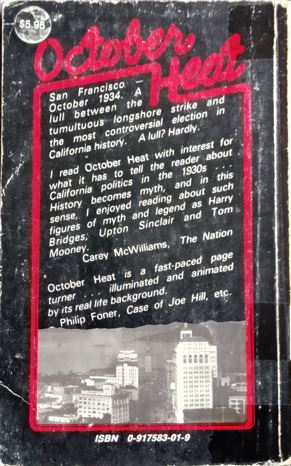 $5.95
October
Heat
San Francisco –
October 1934. A
lull between the
tumultuous longshore strike and
the most controversial election in
California history. A lull? Hardly.
I read October Heat with interest for
what it has to tell the reader about
California politics in the 1930s . . .
History becomes myth, and in this
sense, I enjoyed reading about such
figures of myth and legend as Harry
Bridges, Upton Sinclair and Tom
Mooney.
Carey McWilliams, The Nation
October Heat is a fast-paced page
turner . . . illuminated and animated
by its real life background.
Philip Foner, Case of Joe Hill, etc.
ISBN 0-917583-01-9